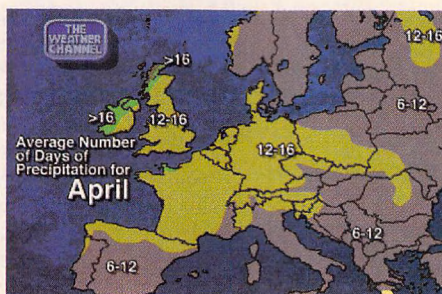 THE
WEATHER
CHANNEL
>16
12-16
>16
12-16
6-12
Average Number
of Days of
Precipitation for
April
12-16
6-12
6-12